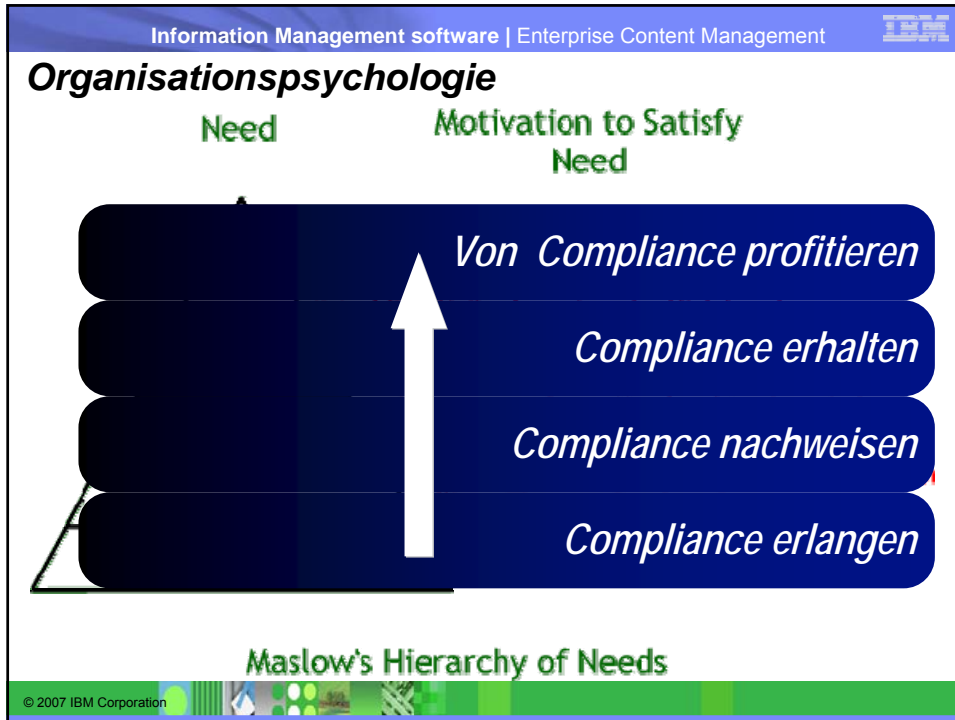 Information Management software | Enterprise Content Management
IBM
Organisationspsychologie
Need
Motivation to Satisfy
Need
Von Compliance profitieren
Compliance erhalten
Compliance nachweisen
Compliance erlangen
Maslow's Hierarchy of Needs
© 2007 IBM Corporation